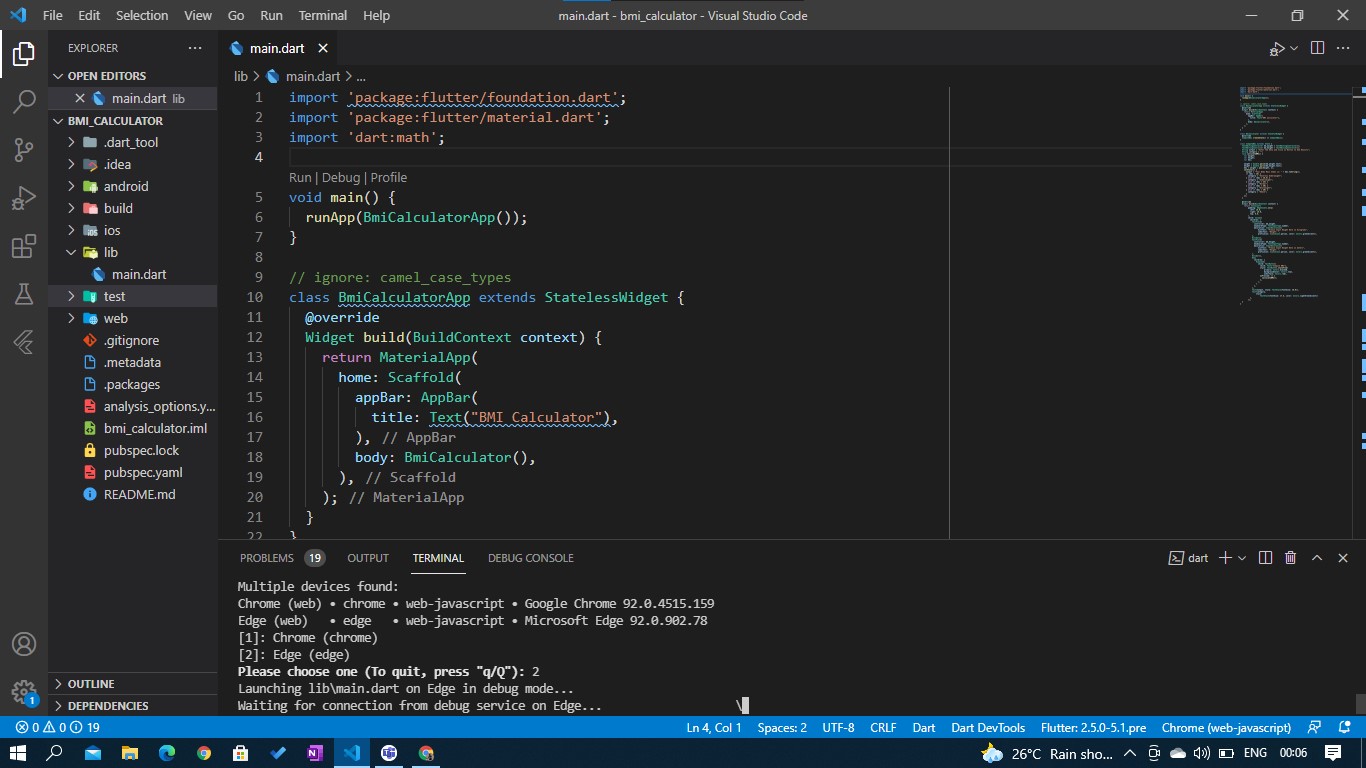 File Edit Selection View Go Run Terminal Help
main.dart - bmi_calculator - Visual Studio Code
EXPLORER
OPEN EDITORS
main.dart lib
BMI_CALCULATOR
.dart_tool
.idea
android
build
ios
lib
main.dart
test
web
.gitignore
.metadata
.packages
analysis_options.y...
bmi_calculator.iml
pubspec.lock
pubspec.yaml
README.md
OUTLINE
DEPENDENCIES
main.dart
lib > main.dart > ...
1 import 'package:flutter/foundation.dart';
2 import 'package:flutter/material.dart';
3 import 'dart:math';
4
Run | Debug | Profile
5 void main() {
6 runApp(BmiCalculatorApp());
7 }
8
9 // ignore: camel_case_types
10 class BmiCalculatorApp extends StatelessWidget {
11 @override
12 Widget build(BuildContext context) {
13 return MaterialApp(
14 home: Scaffold(
15 appBar: AppBar(
16 title: Text("BMI Calculator"),
17 ), // AppBar
18 body: BmiCalculator(),
19 ), // Scaffold
20 ); // MaterialApp
21 }
22 }
PROBLEMS 19 OUTPUT TERMINAL DEBUG CONSOLE
dart
Multiple devices found:
Chrome (web) • chrome • web-javascript • Google Chrome 92.0.4515.159
Edge (web) • edge • web-javascript • Microsoft Edge 92.0.902.78
[1]: Chrome (chrome)
[2]: Edge (edge)
Please choose one (To quit, press "q/Q"): 2
Launching lib\main.dart on Edge in debug mode...
Waiting for connection from debug service on Edge... \
1
0 0 19
Ln 4, Col 1 Spaces: 2 UTF-8 CRLF Dart Dart DevTools Flutter: 2.5.0-5.1.pre Chrome (web-javascript)
26°C Rain sho... ENG 00:06